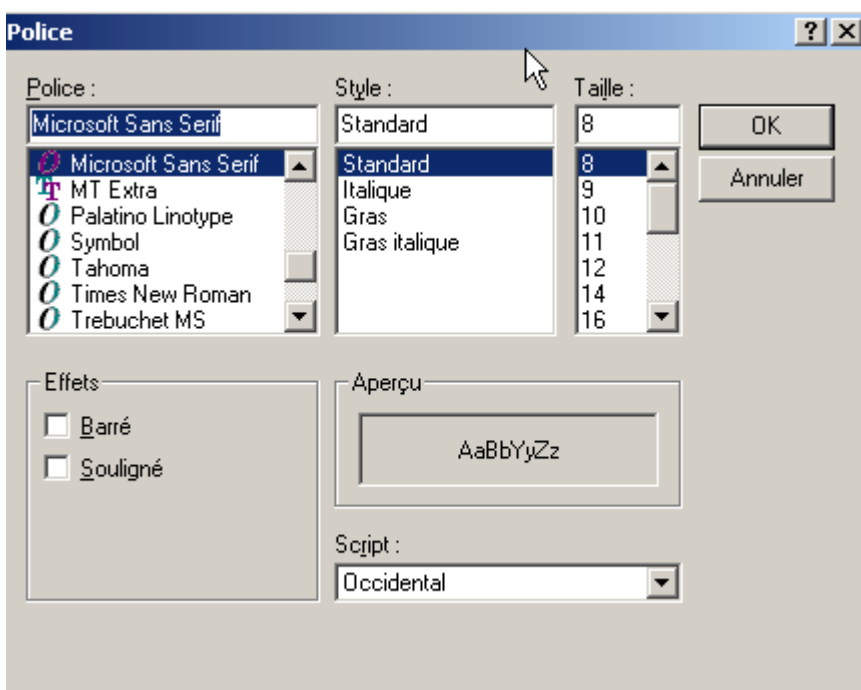 Police
Police :
Microsoft Sans Serif
Microsoft Sans Serif
MT Extra
Palatino Linotype
Symbol
Tahoma
Times New Roman
Trebuchet MS
Style :
Standard
Standard
Italique
Gras
Gras italique
Taille :
8
8
9
10
11
12
14
16
OK
Annuler
Effets
Barré
Souligné
Aperçu
AaBbYyZz
Script :
Occidental